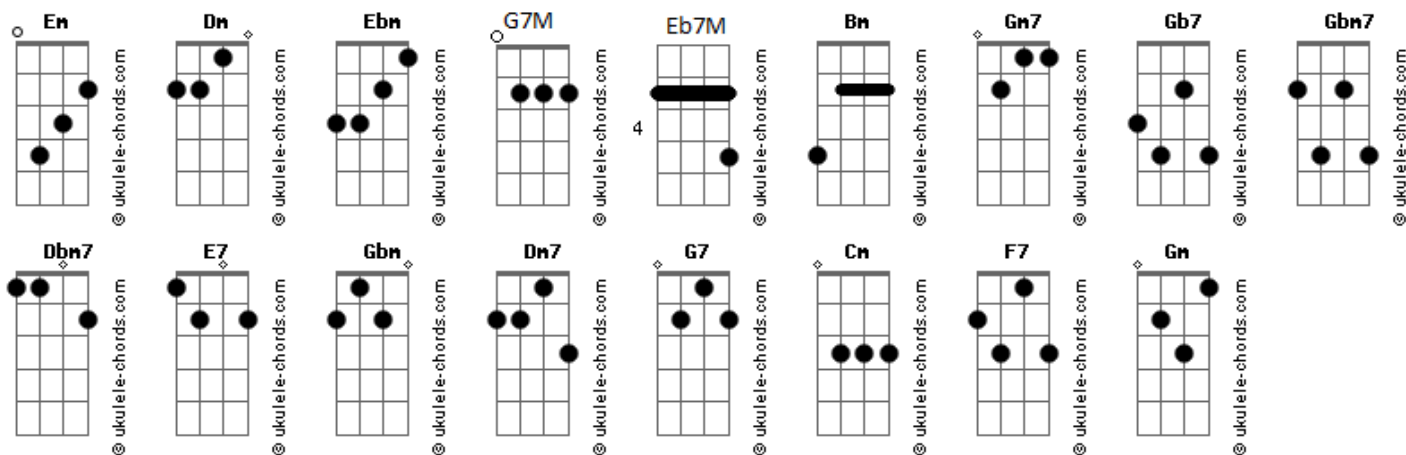 Em Dm Ebm G7M Eb7M Bm Gm7 Gb7 Gbm7
4
© ukulele-chords.com © ukulele-chords.com © ukulele-chords.com © ukulele-chords.com © ukulele-chords.com © ukulele-chords.com © ukulele-chords.com © ukulele-chords.com © ukulele-chords.com
Dbm7 E7 Gbm Dm7 G7 Cm F7 Gm
© ukulele-chords.com © ukulele-chords.com © ukulele-chords.com © ukulele-chords.com © ukulele-chords.com © ukulele-chords.com © ukulele-chords.com © ukulele-chords.com